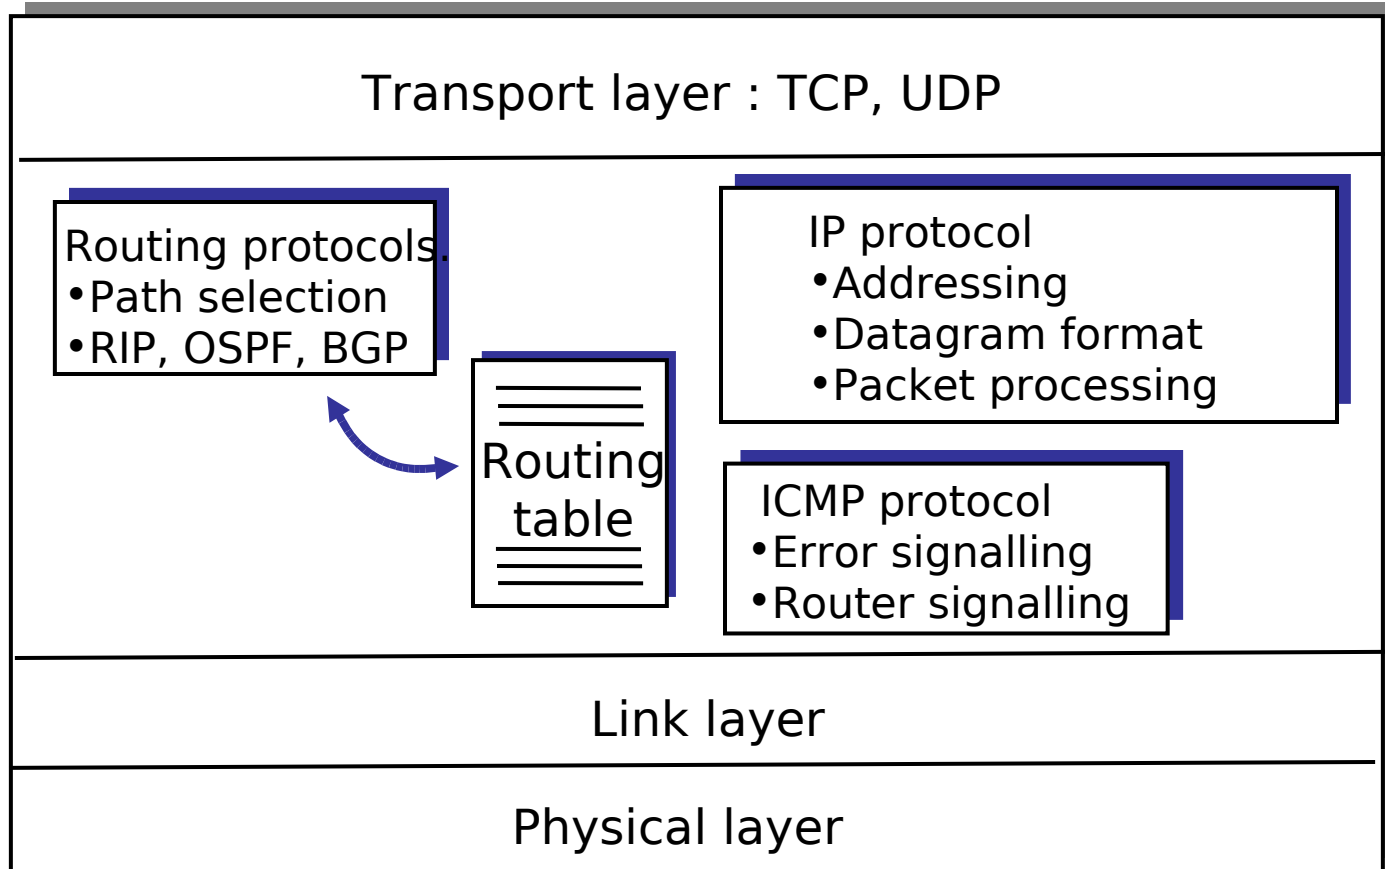 Transport layer : TCP, UDP
Routing protocols.
•Path selection
•RIP, OSPF, BGP
Routing
table
IP protocol
•Addressing
•Datagram format
•Packet processing
ICMP protocol
•Error signalling
•Router signalling
Link layer
Physical layer